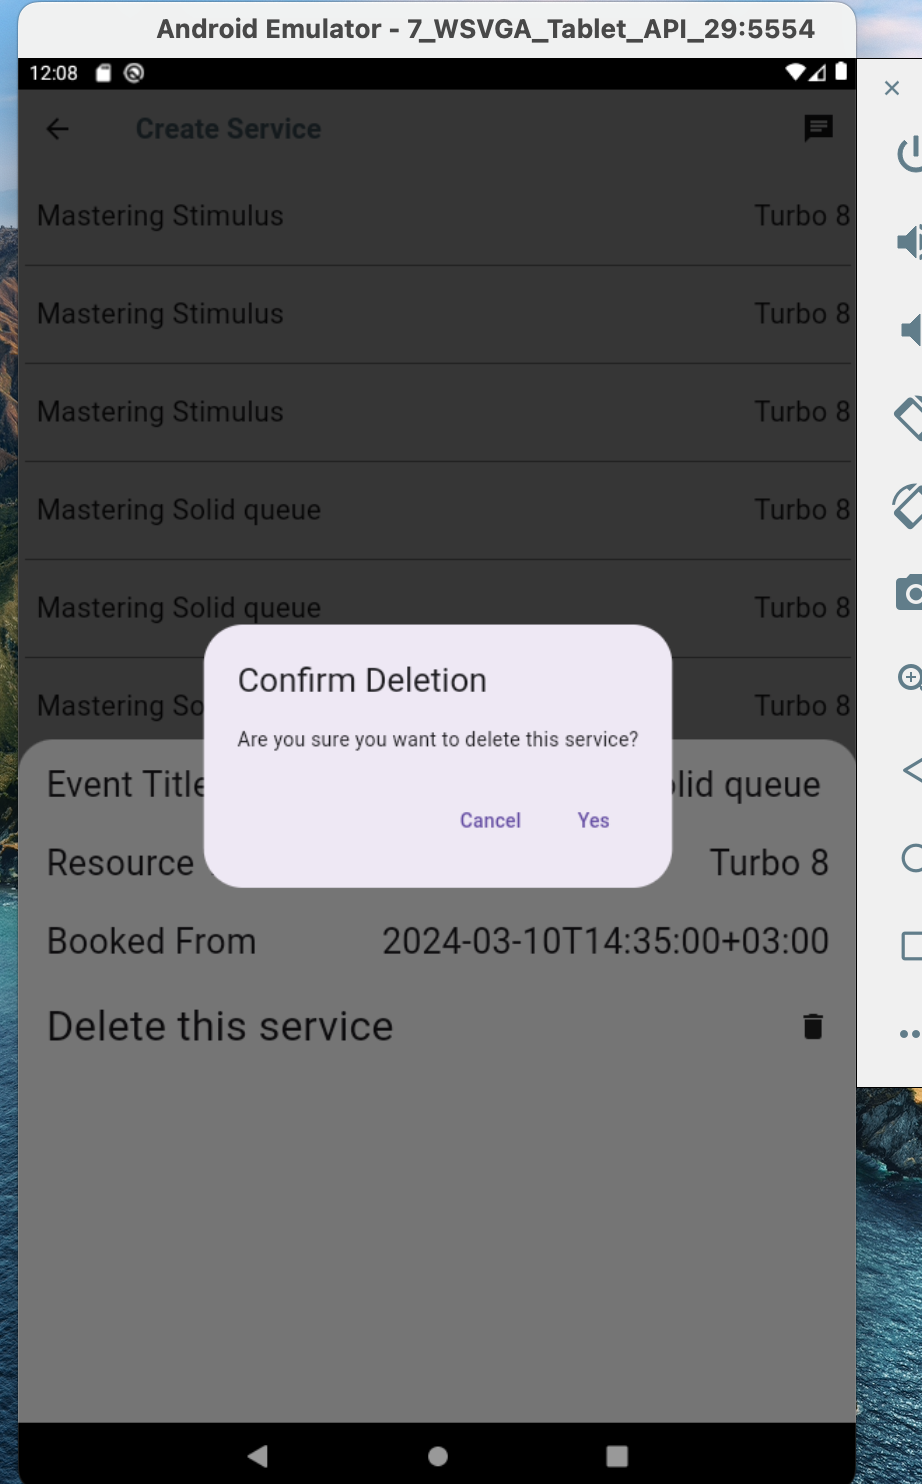 Android Emulator - 7_WSVGA_Tablet_API_29:5554
12:08
Create Service
Mastering Stimulus Turbo 8
Mastering Stimulus Turbo 8
Mastering Stimulus Turbo 8
Mastering Solid queue Turbo 8
Mastering Solid queue Turbo 8
Mastering So Turbo 8
Confirm Deletion
Are you sure you want to delete this service?
Cancel Yes
Event Title lid queue
Resource Turbo 8
Booked From 2024-03-10T14:35:00+03:00
Delete this service